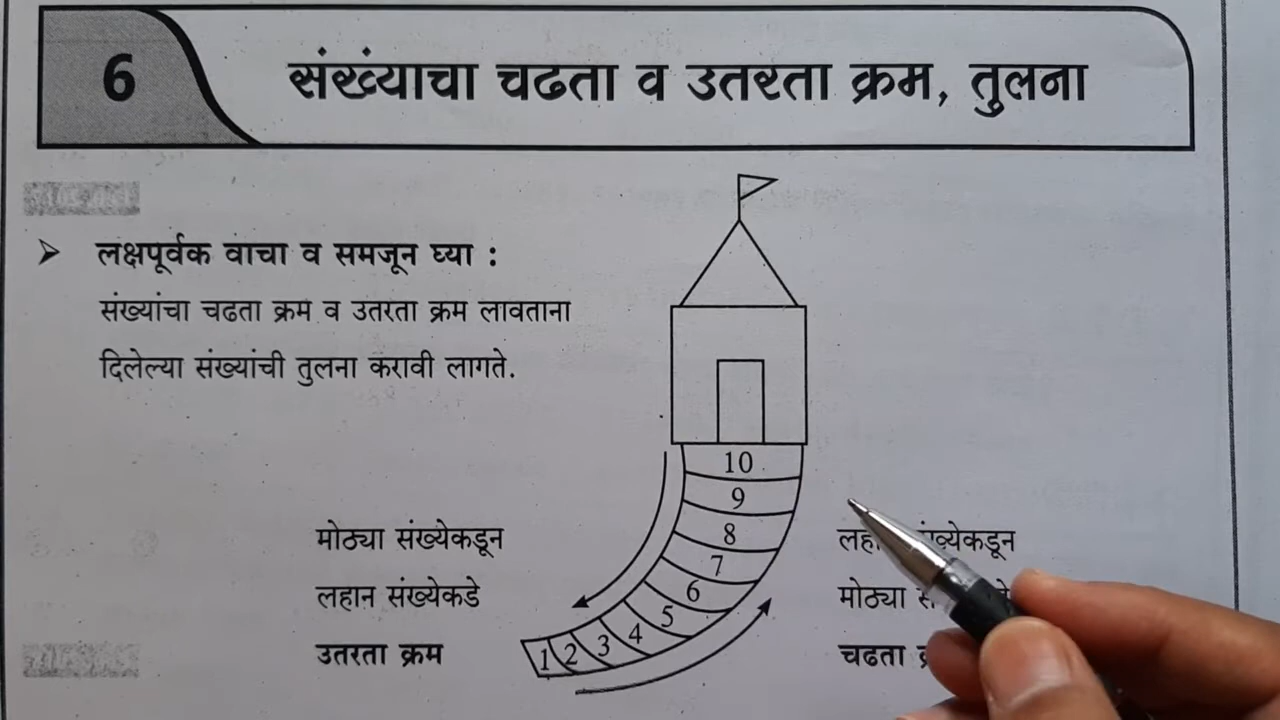 6
संख्यांचा चढता व उतरता क्रम, तुलना
➤ लक्षपूर्वक वाचा व समजून घ्या :
संख्यांचा चढता क्रम व उतरता क्रम लावताना
दिलेल्या संख्यांची तुलना करावी लागते.
10
9
8
7
6
5
4
3
2
1
मोठ्या संख्येकडून
लहान संख्येकडे
उतरता क्रम
संख्येकडून
मोठ्या
चढता